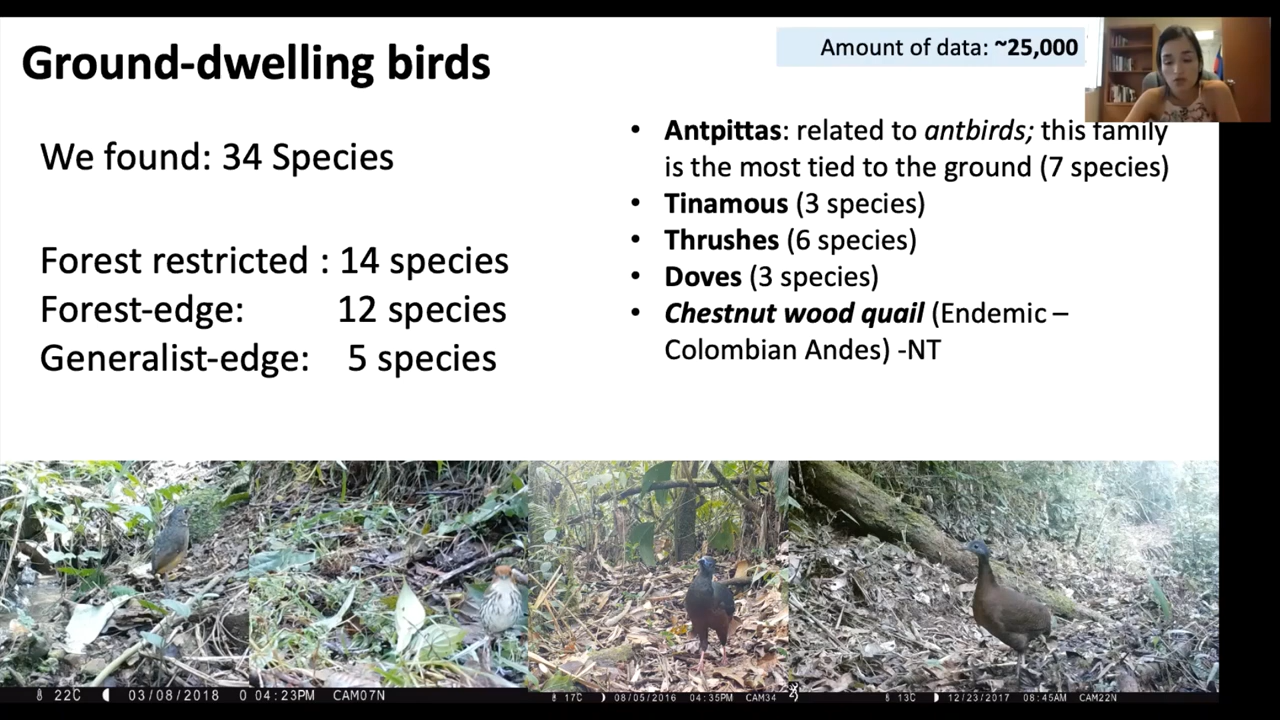 Ground-dwelling birds
Amount of data: ~25,000
We found: 34 Species
Forest restricted : 14 species
Forest-edge: 12 species
Generalist-edge: 5 species
• Antpittas: related to antbirds; this family
is the most tied to the ground (7 species)
• Tinamous (3 species)
• Thrushes (6 species)
• Doves (3 species)
• Chestnut wood quail (Endemic –
Colombian Andes) -NT
22C 03/08/2018 04:23PM CAM07N
17C 08/05/2016 04:35PM CAM34
13C 12/23/2017 08:45AM CAM22N